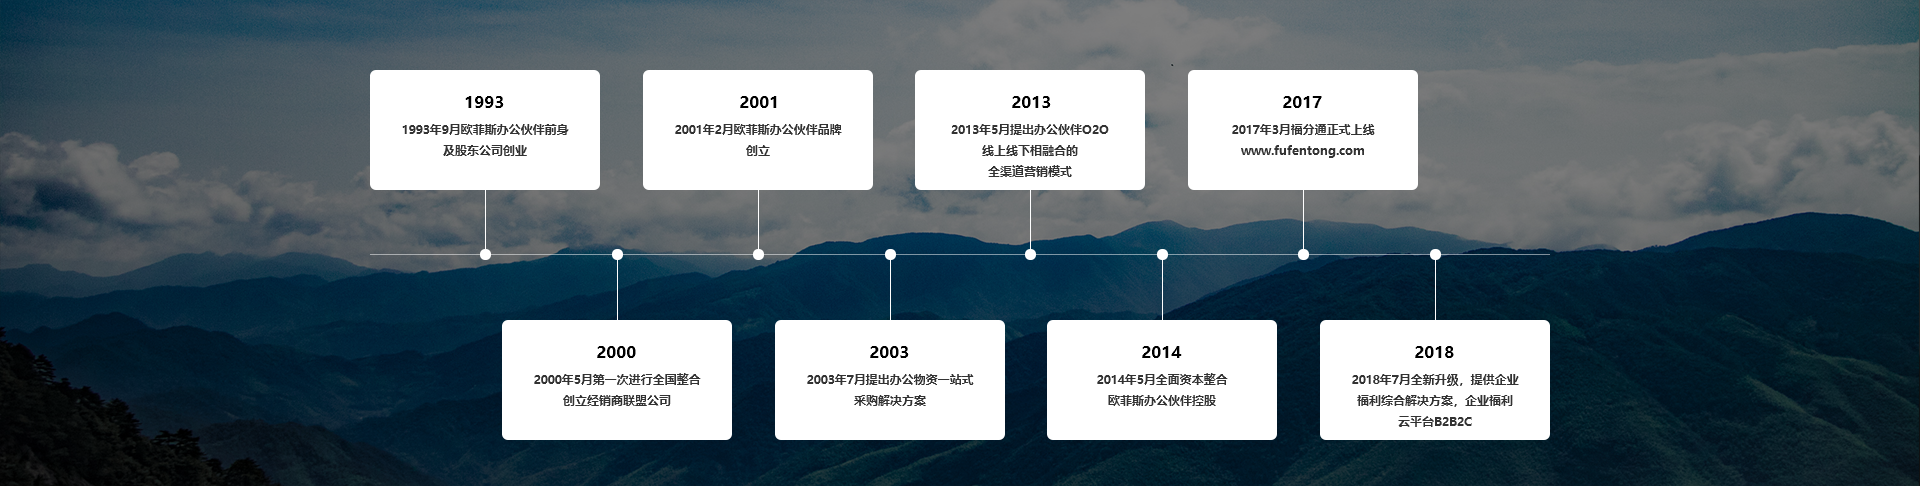 1993
1993年9月欧菲斯办公伙伴前身
及股东公司创业
2000
2000年5月第一次进行全国整合
创立经销商联盟公司
2001
2001年2月欧菲斯办公伙伴品牌
创立
2003
2003年7月提出办公物资一站式
采购解决方案
2013
2013年5月提出办公伙伴O2O
线上线下相融合的
全渠道营销模式
2014
2014年5月全面资本整合
欧菲斯办公伙伴控股
2017
2017年3月福分通正式上线
www.fufentong.com
2018
2018年7月全新升级，提供企业
福利综合解决方案，企业福利
云平台B2B2C